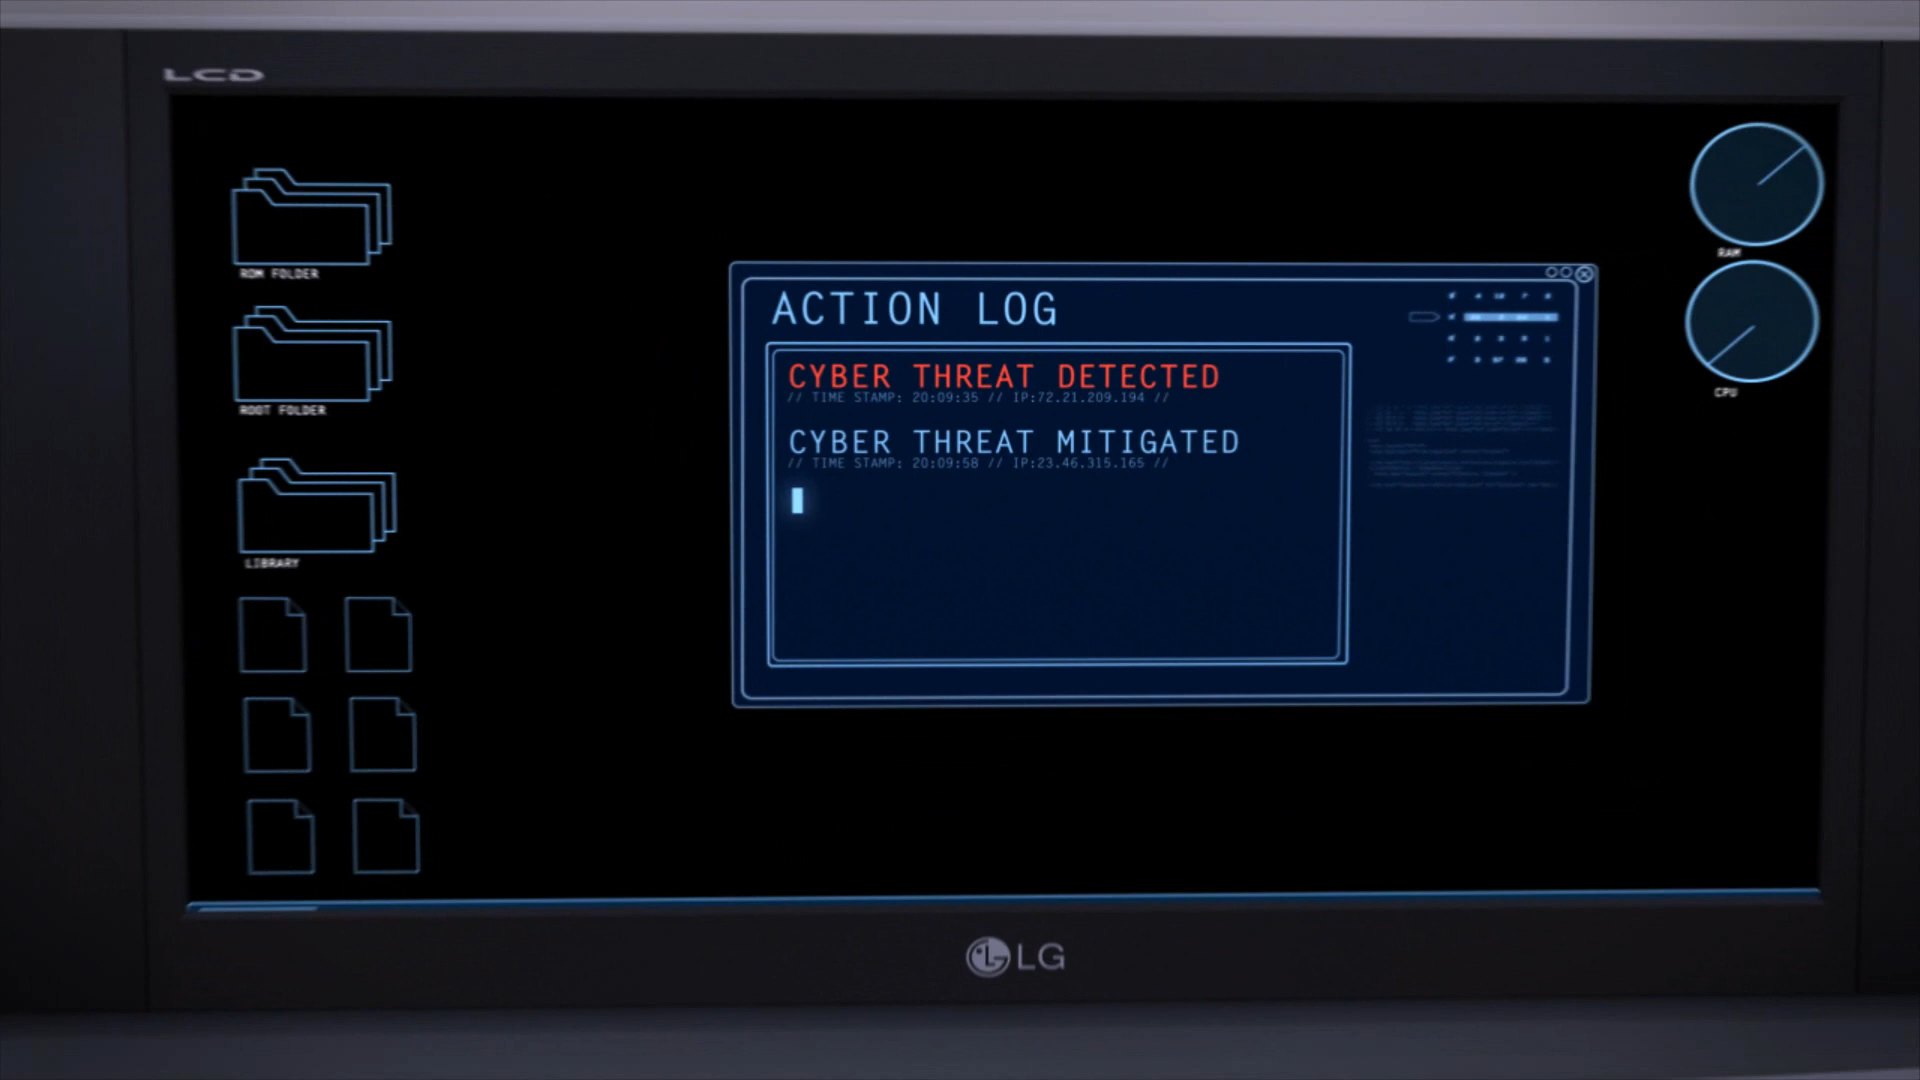 LCD
ROM FOLDER
ROOT FOLDER
LIBRARY
ACTION LOG
CYBER THREAT DETECTED
// TIME STAMP: 20:09:35 // IP:72.21.209.194 //
CYBER THREAT MITIGATED
// TIME STAMP: 20:09:58 // IP:23.46.315.165 //
RAM
CPU
LG